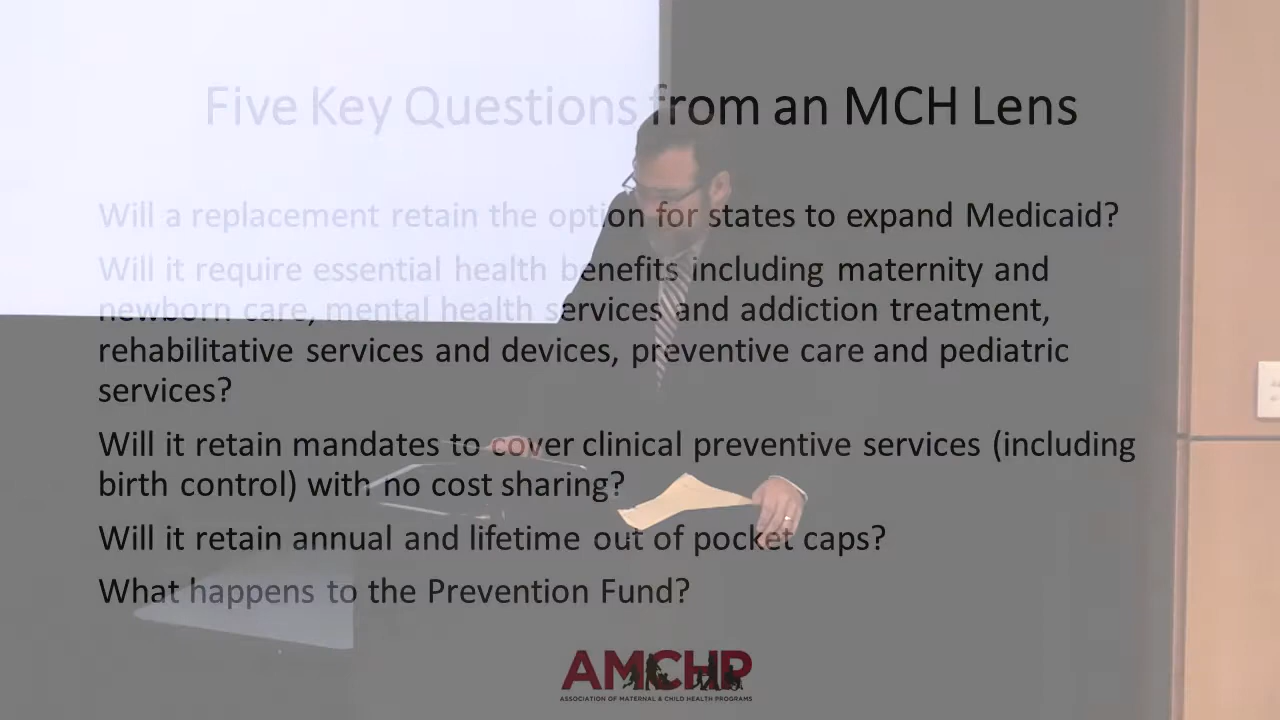 Five Key Questions from an MCH Lens
Will a replacement retain the option for states to expand Medicaid?
Will it require essential health benefits including maternity and
newborn care, mental health services and addiction treatment,
rehabilitative services and devices, preventive care and pediatric
services?
Will it retain mandates to cover clinical preventive services (including
birth control) with no cost sharing?
Will it retain annual and lifetime out of pocket caps?
What happens to the Prevention Fund?
AMCHP
ASSOCIATION OF MATERNAL & CHILD HEALTH PROGRAMS